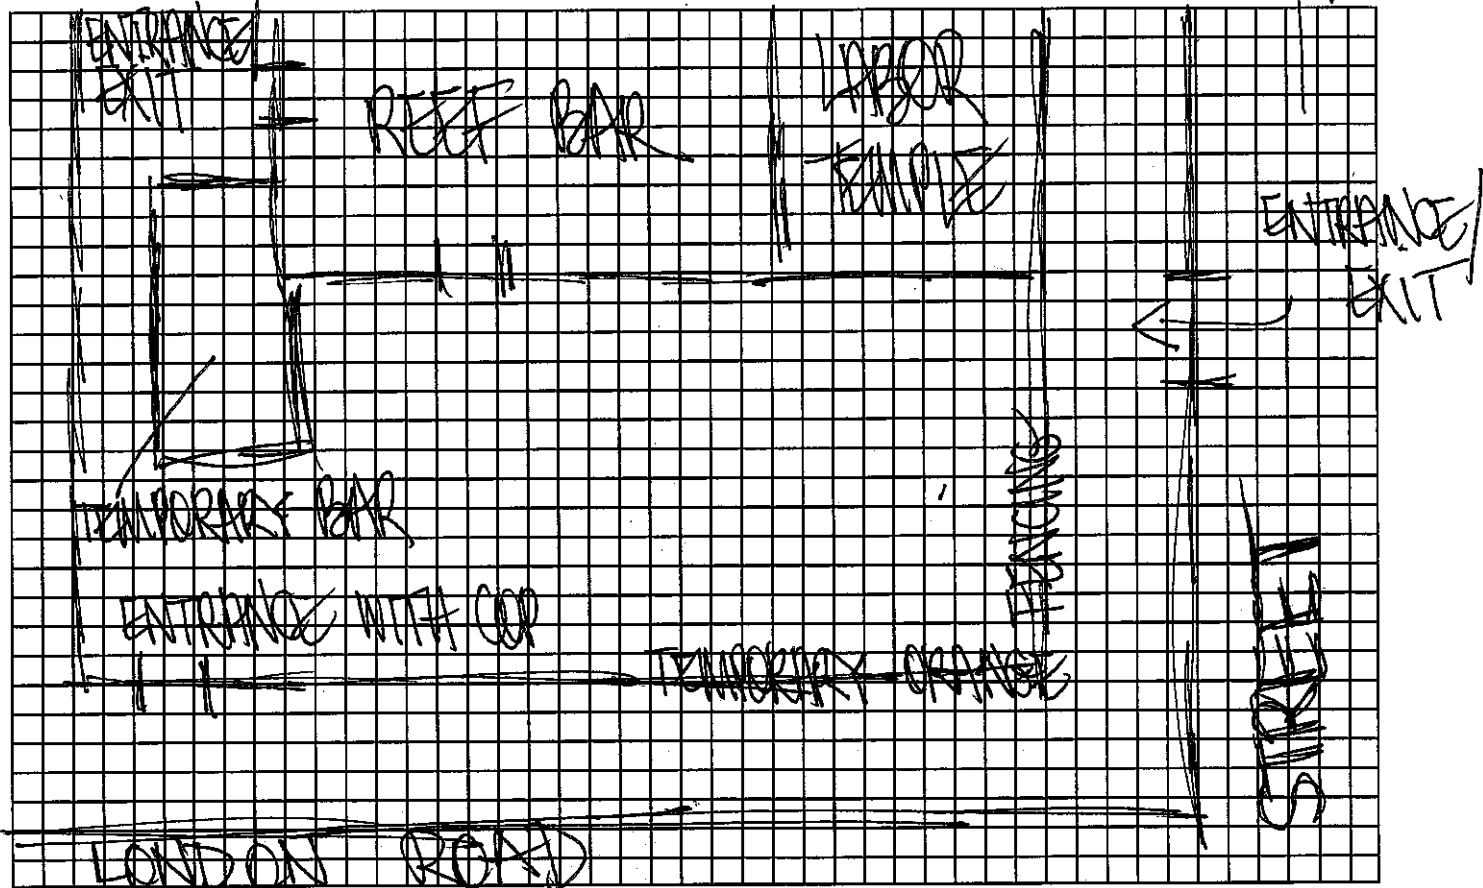 ENTRANCE/
EXIT
REEF BAR
LABOR
TEMPLE
ENTRANCE/
EXIT
TEMPORARY BAR
ENTRANCE WITH COP
TEMPORARY ORANGE
FENCING
STREET
LONDON ROAD